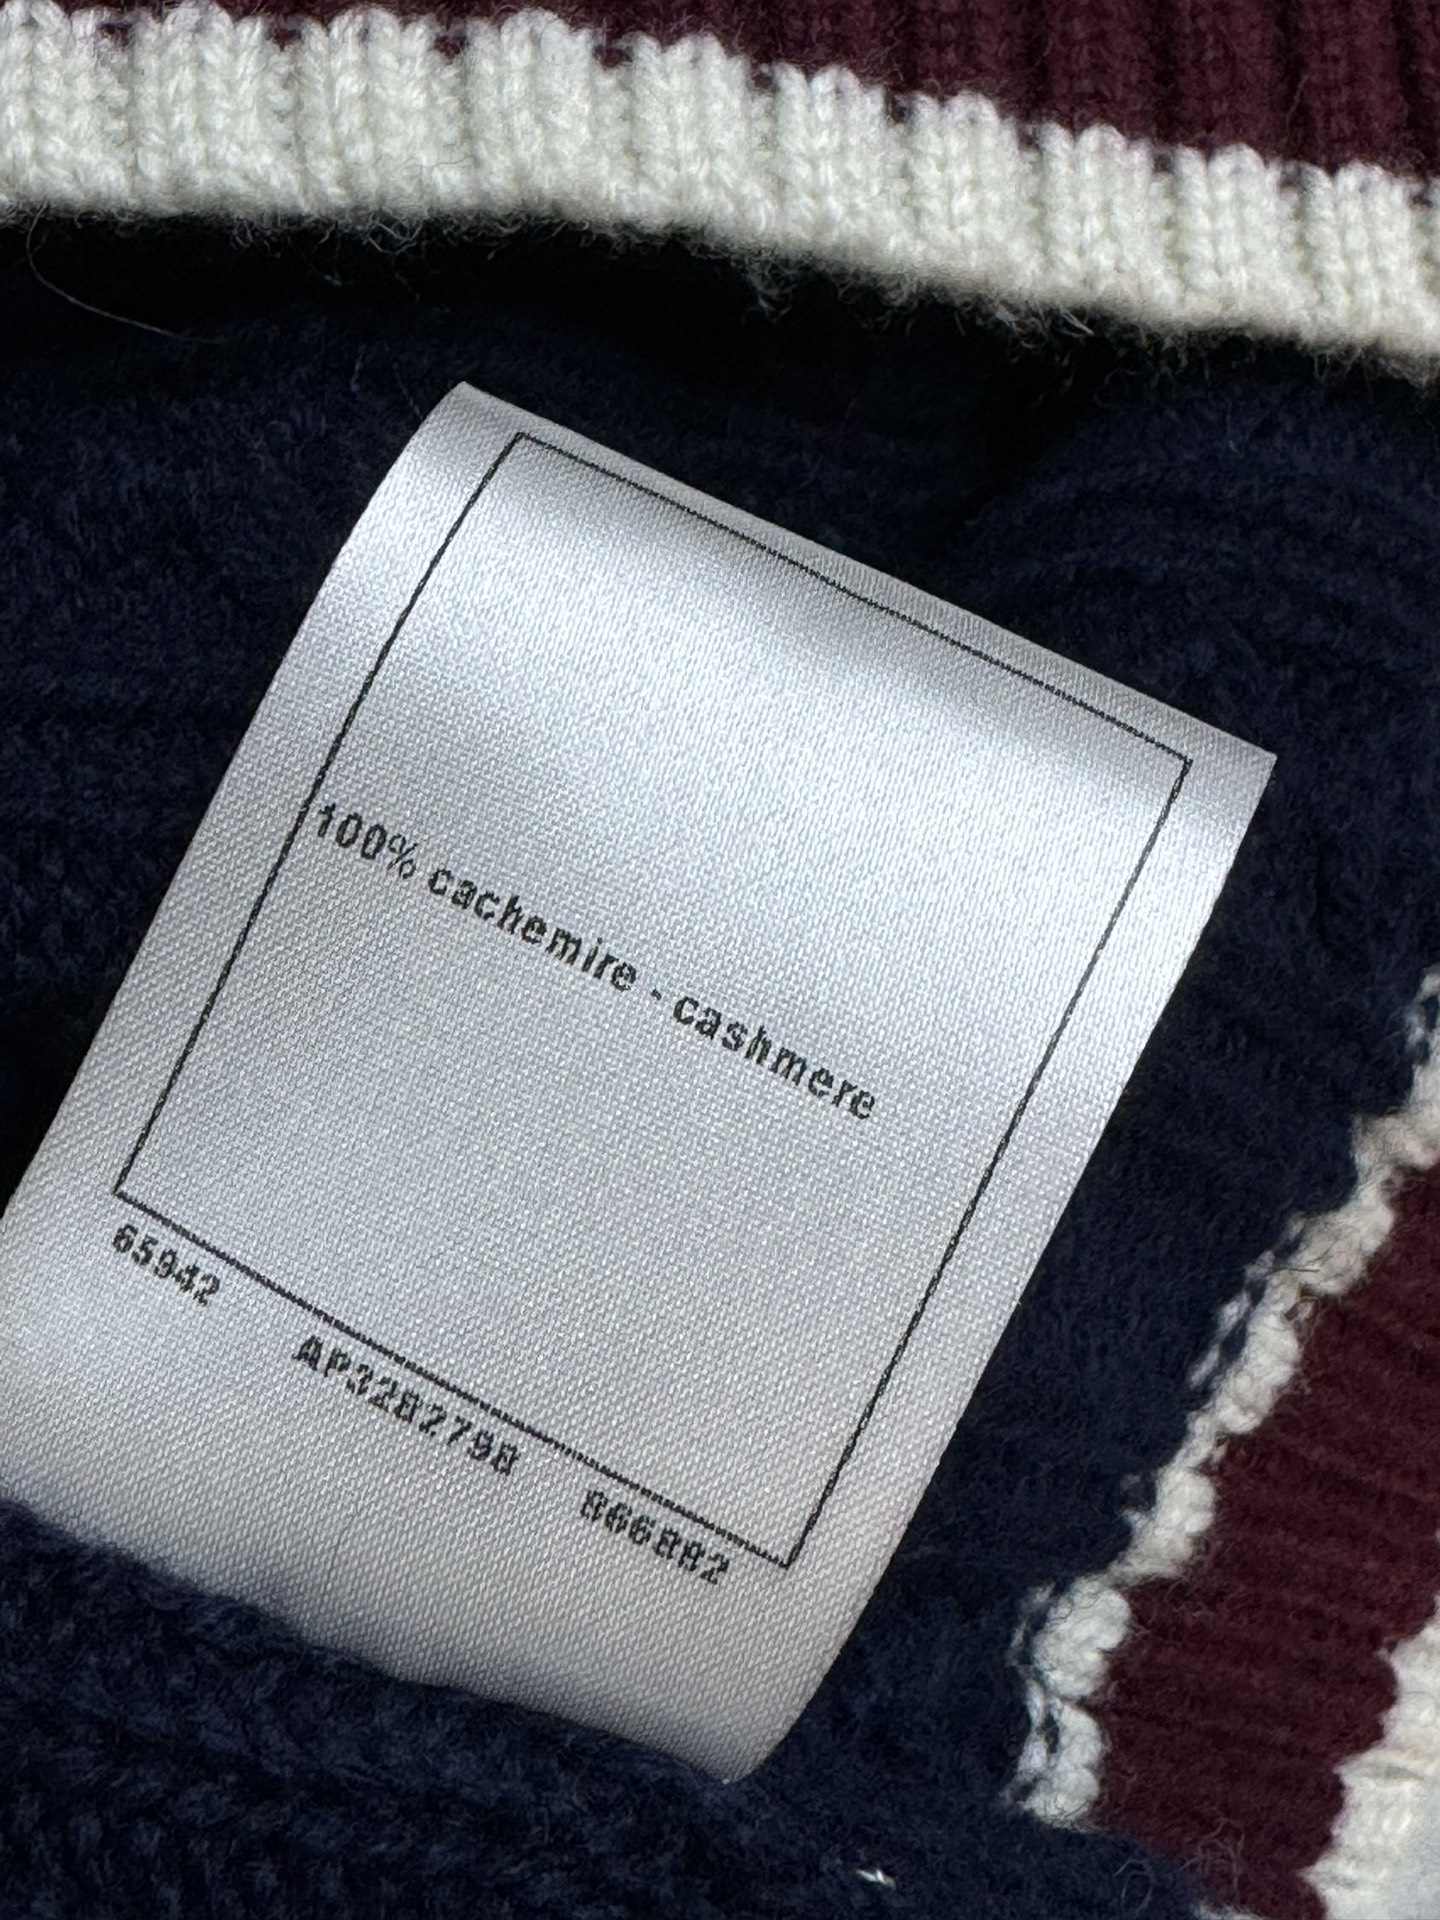 100% cachemire - cashmere
65942 AP3282798 866882